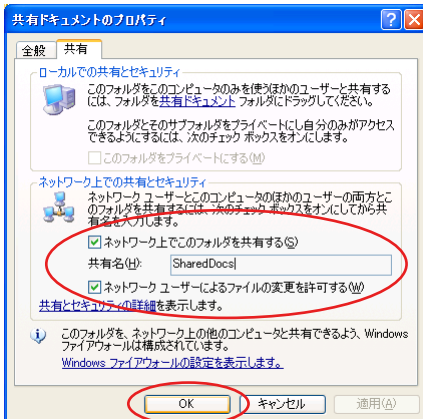 共有ドキュメントのプロパティ
全般 共有
ローカルでの共有とセキュリティ
このフォルダをこのコンピュータのみを使うほかのユーザーと共有する
には、フォルダを共有ドキュメント フォルダにドラッグしてください。
このフォルダとそのサブフォルダをプライベートにし自分のみがアクセス
できるようにするには、次のチェック ボックスをオンにします。
このフォルダをプライベートにする(M)
ネットワーク上での共有とセキュリティ
ネットワーク ユーザーとこのコンピュータのほかのユーザーの両方とこ
のフォルダを共有するには、次のチェック ボックスをオンにしてから共
有名を入力します。
ネットワーク上でこのフォルダを共有する(S)
共有名(H): SharedDocs
ネットワーク ユーザーによるファイルの変更を許可する(W)
共有とセキュリティの詳細を表示します。
このフォルダを、ネットワーク上の他のコンピュータと共有できるよう、Windows
ファイアウォールは構成されています。
Windows ファイアウォールの設定を表示します。
OK キャンセル 適用(A)